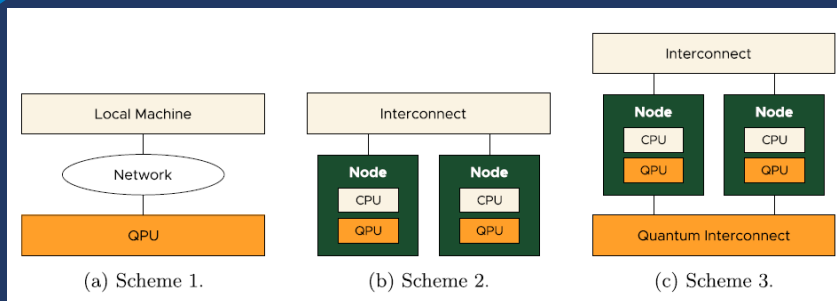 Local Machine
Network
QPU
(a) Scheme 1.
Interconnect
Node
CPU
QPU
Node
CPU
QPU
(b) Scheme 2.
Interconnect
Node
CPU
QPU
Node
CPU
QPU
Quantum Interconnect
(c) Scheme 3.